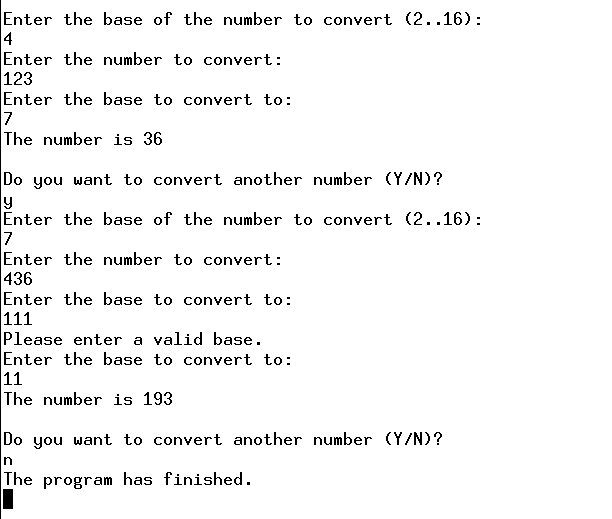 Enter the base of the number to convert (2..16):
4
Enter the number to convert:
123
Enter the base to convert to:
7
The number is 36
Do you want to convert another number (Y/N)?
y
Enter the base of the number to convert (2..16):
7
Enter the number to convert:
436
Enter the base to convert to:
111
Please enter a valid base.
Enter the base to convert to:
11
The number is 193
Do you want to convert another number (Y/N)?
n
The program has finished.